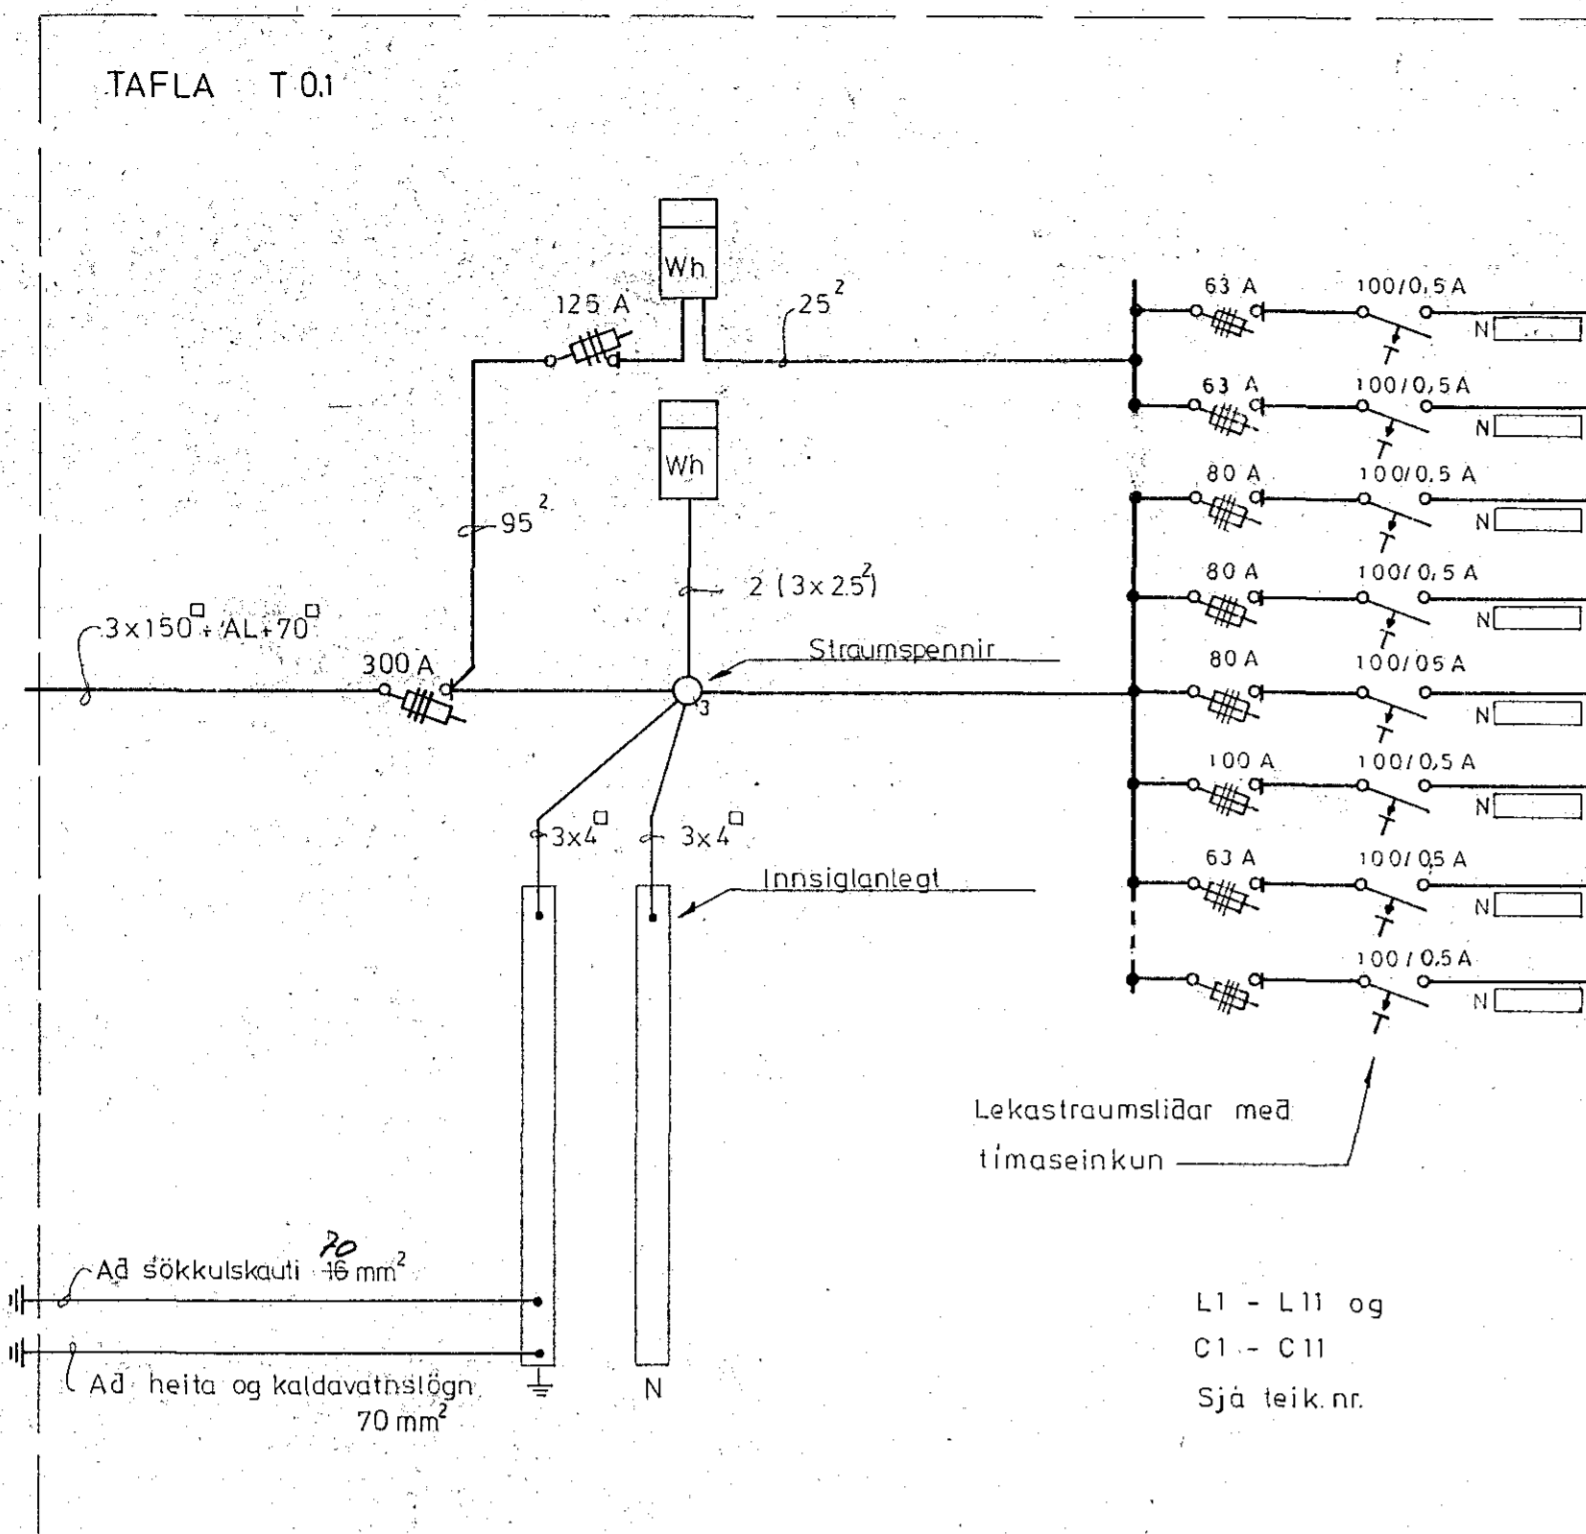 TAFLA T 0.1
Wh
125 A
25²
63 A 100/0,5 A
N
63 A 100/0,5 A
N
Wh
80 A 100/0,5 A
N
95²
2 (3x2.5²)
80 A 100/0,5 A
N
3x150□ + AL+70□
300 A
Straumspennir
3
80 A 100/05 A
N
100 A 100/0,5 A
N
3x4□ 3x4□
Innsiglanlegt
63 A 100/0,5 A
N
100/0,5 A
N
Lekastraumsliðar með
tímaseinkun
70
Að sökkulskauti 16 mm²
Að heita og kaldavatnslögn
70 mm²
N
L1 - L11 og
C1 - C11
Sjá teik. nr.